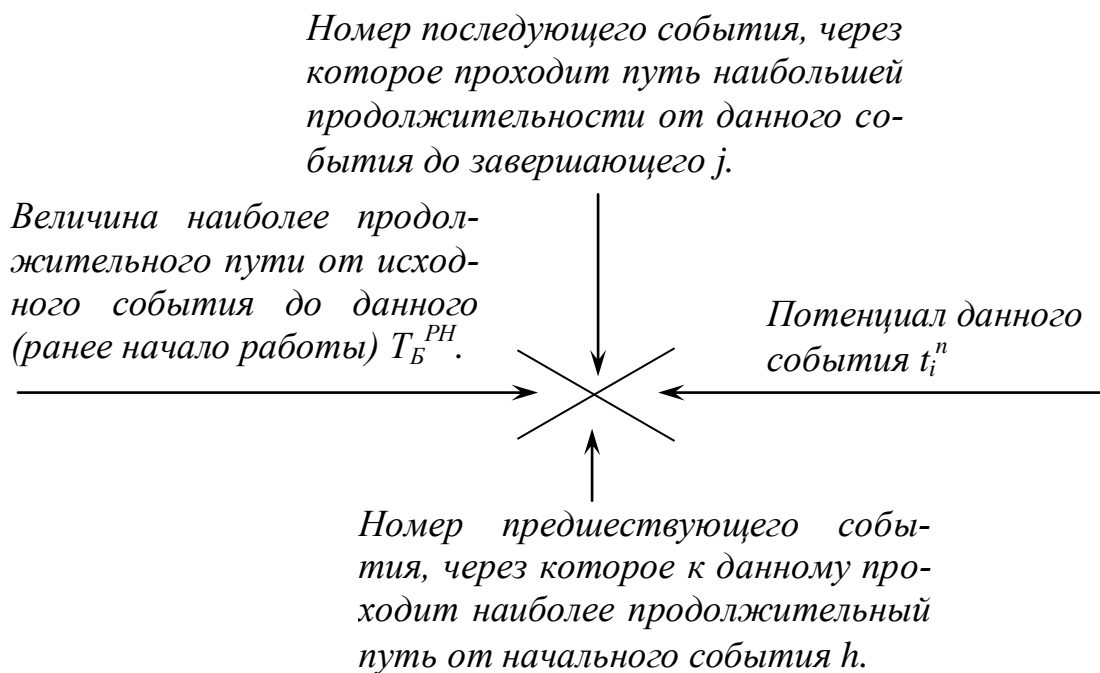 Номер последующего события, через
которое проходит путь наибольшей
продолжительности от данного со-
бытия до завершающего j.
Величина наиболее продол-
жительного пути от исход-
ного события до данного
(ранее начало работы) T_Б^РН.
Потенциал данного
события t_i^n
Номер предшествующего собы-
тия, через которое к данному про-
ходит наиболее продолжительный
путь от начального события h.